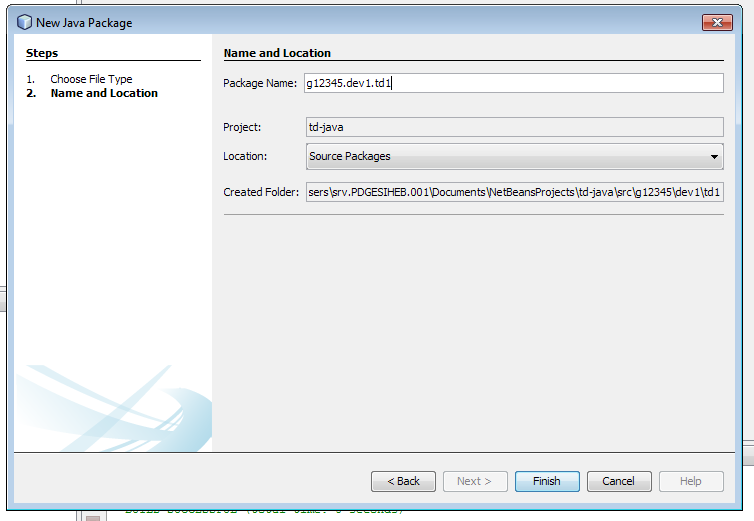 New Java Package
Steps
1. Choose File Type
2. Name and Location
Name and Location
Package Name: g12345.dev1.td1
Project: td-java
Location: Source Packages
Created Folder: sers\srv.PDGESIHEB.001\Documents\NetBeansProjects\td-java\src\g12345\dev1\td1
< Back Next > Finish Cancel Help